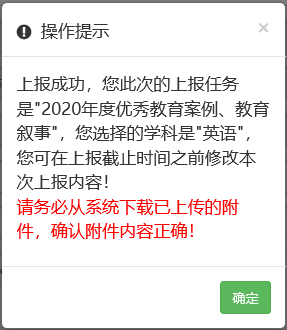 操作提示
×
上报成功，您此次的上报任务
是"2020年度优秀教育案例、教育
叙事"，您选择的学科是"英语"，
您可在上报截止时间之前修改本
次上报内容！
请务必从系统下载已上传的附
件，确认附件内容正确！
确定